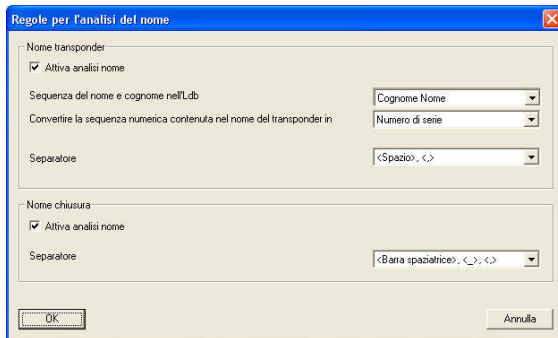 Regole per l'analisi del nome
Nome transponder
Attiva analisi nome
Sequenza del nome e cognome nell'Ldb
Cognome Nome
Convertire la sequenza numerica contenuta nel nome del transponder in
Numero di serie
Separatore
<Spazio>, <,>
Nome chiusura
Attiva analisi nome
Separatore
<Barra spaziatrice>, <_>, <,>
OK
Annulla